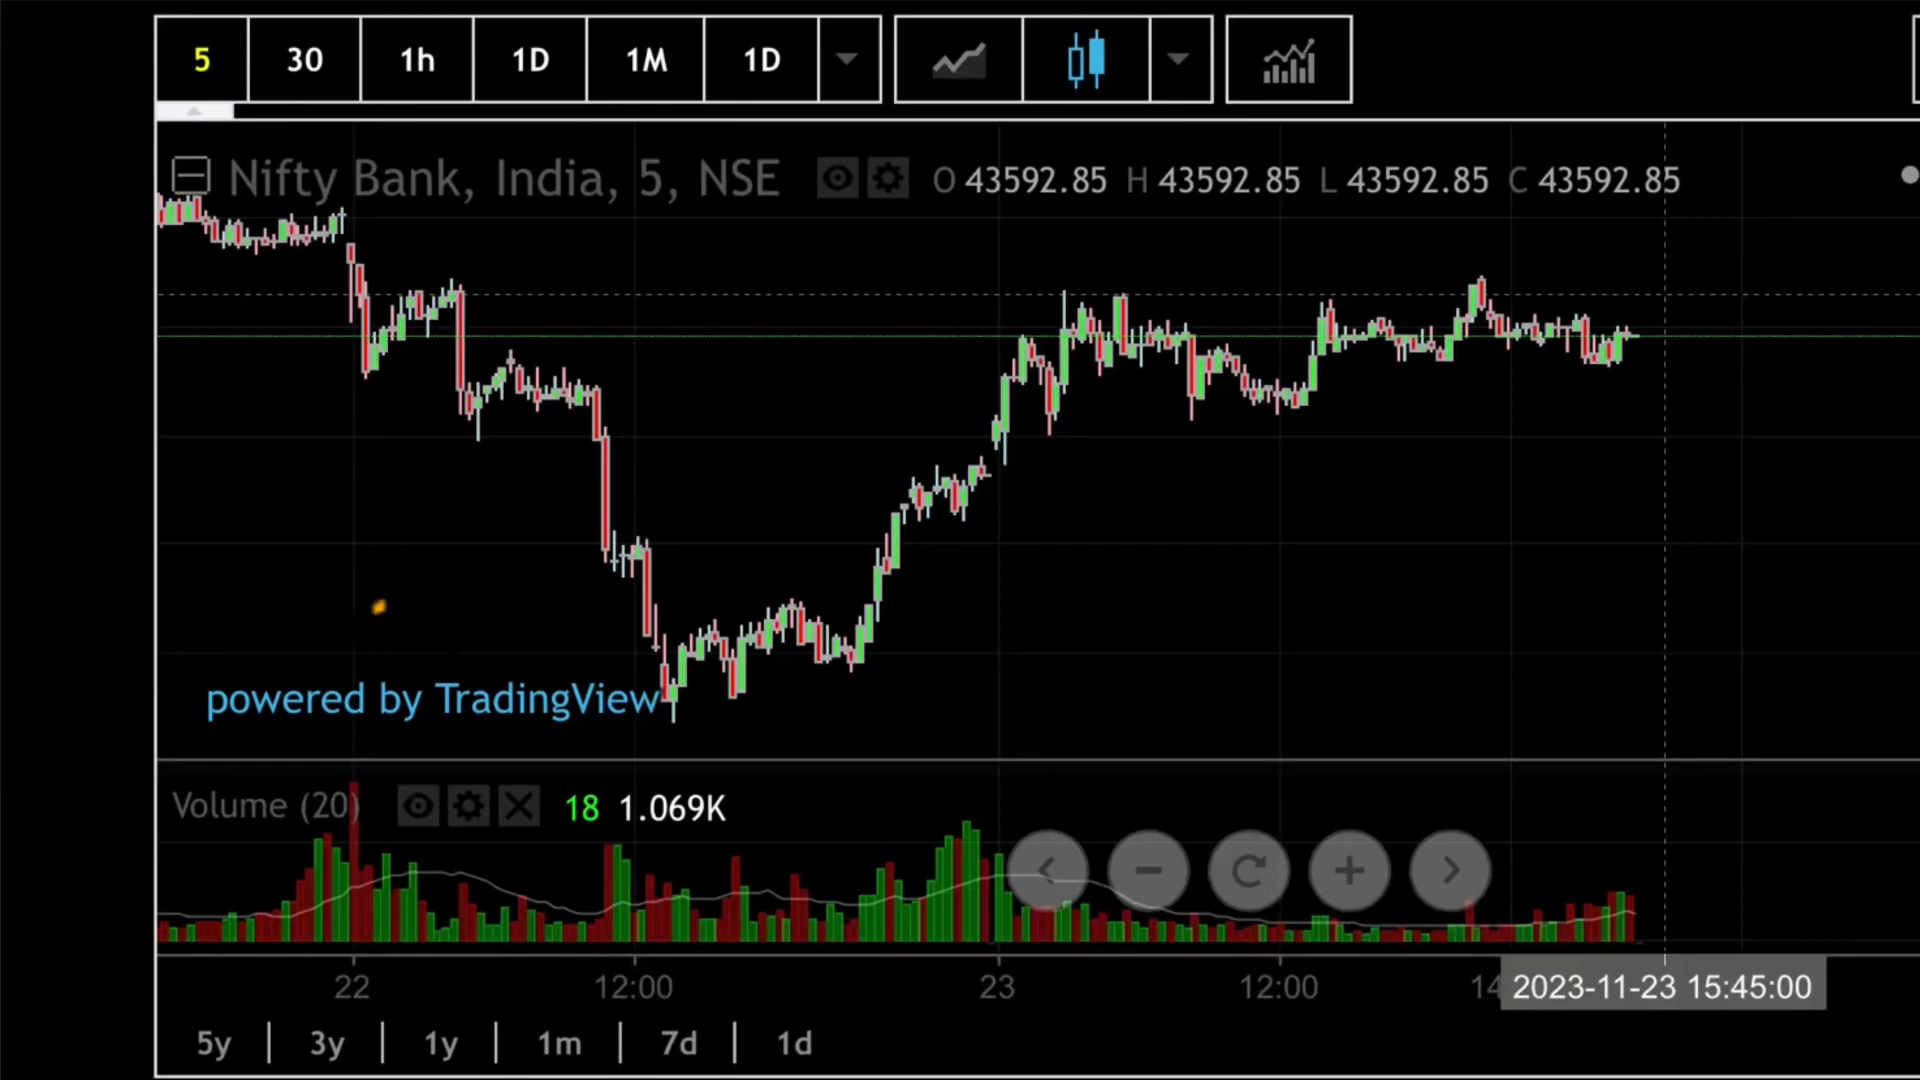 5 30 1h 1D 1M 1D
Nifty Bank, India, 5, NSE O 43592.85 H 43592.85 L 43592.85 C 43592.85
powered by TradingView
Volume (20) 18 1.069K
22 12:00 23 12:00 14 2023-11-23 15:45:00
5y 3y 1y 1m 7d 1d